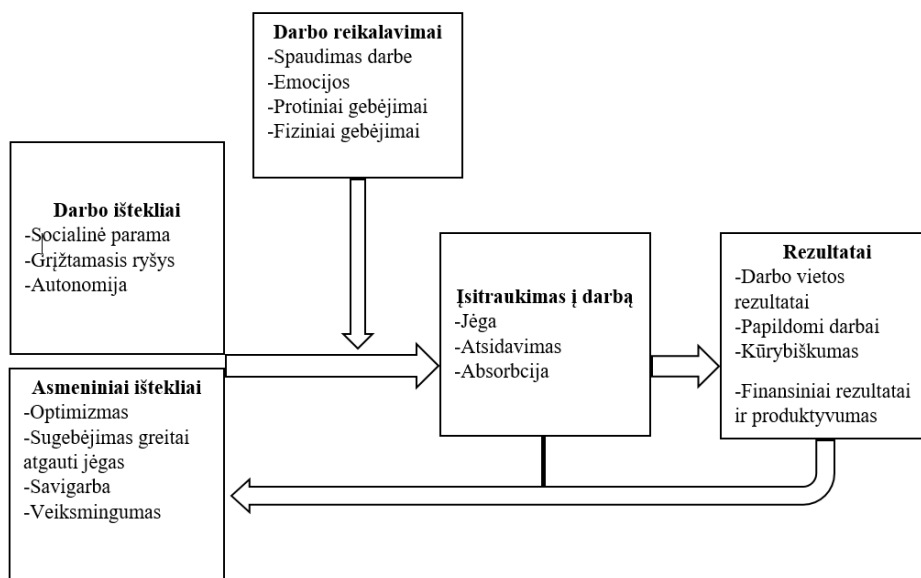 Darbo reikalavimai
-Spaudimas darbe
-Emocijos
-Protiniai gebėjimai
-Fiziniai gebėjimai
Darbo ištekliai
-Socialinė parama
-Grįžtamasis ryšys
-Autonomija
Asmeniniai ištekliai
-Optimizmas
-Sugebėjimas greitai
atgauti jėgas
-Savigarba
-Veiksmingumas
Įsitraukimas į darbą
-Jėga
-Atsidavimas
-Absorbcija
Rezultatai
-Darbo vietos
rezultatai
-Papildomi darbai
-Kūrybiškumas
-Finansiniai rezultatai
ir produktyvumas